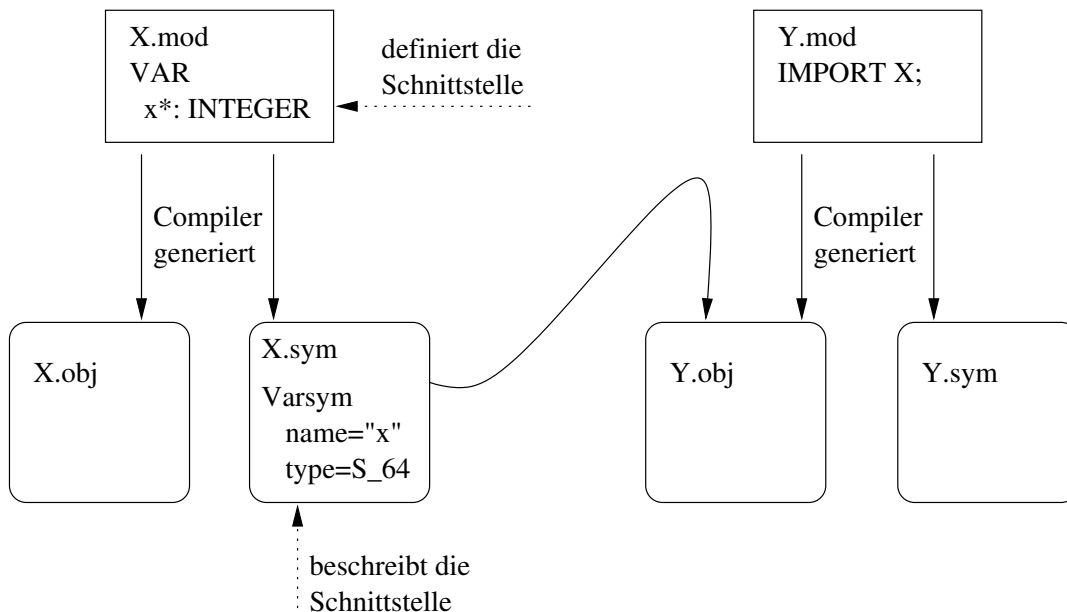 X.mod
VAR
x*: INTEGER
definiert die
Schnittstelle
Y.mod
IMPORT X;
Compiler
generiert
Compiler
generiert
X.obj
X.sym
Varsym
name="x"
type=S_64
Y.obj
Y.sym
beschreibt die
Schnittstelle